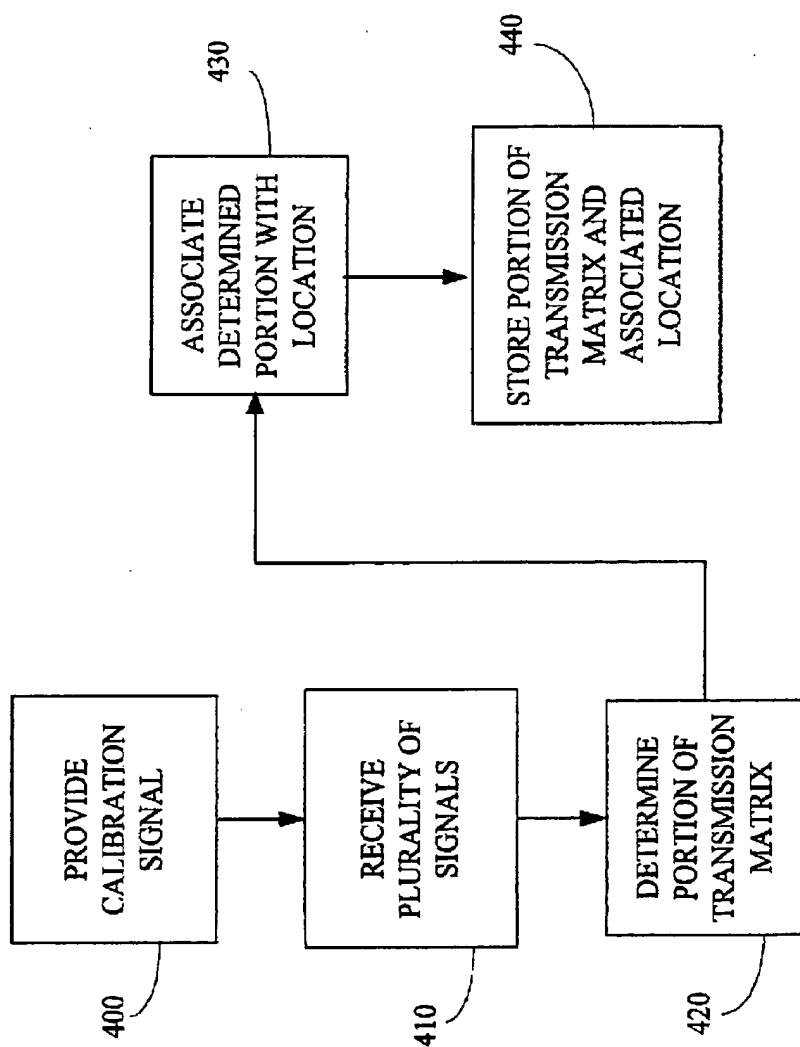 400
PROVIDE
CALIBRATION
SIGNAL
410
RECEIVE
PLURALITY OF
SIGNALS
420
DETERMINE
PORTION OF
TRANSMISSION
MATRIX
430
ASSOCIATE
DETERMINED
PORTION WITH
LOCATION
440
STORE PORTION OF
TRANSMISSION
MATRIX AND
ASSOCIATED
LOCATION